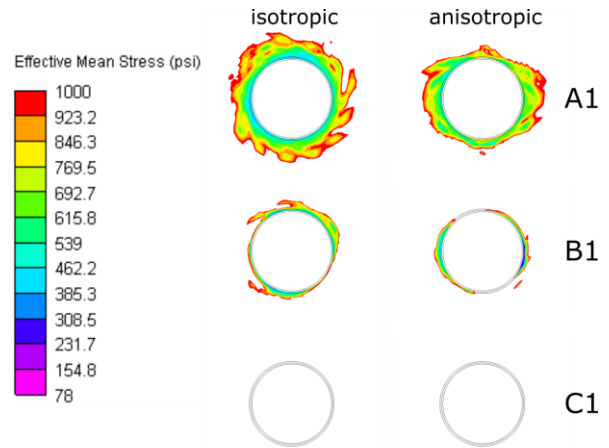 isotropic
anisotropic
Effective Mean Stress (psi)
1000
923.2
846.3
769.5
692.7
615.8
539
462.2
385.3
308.5
231.7
154.8
78
A1
B1
C1